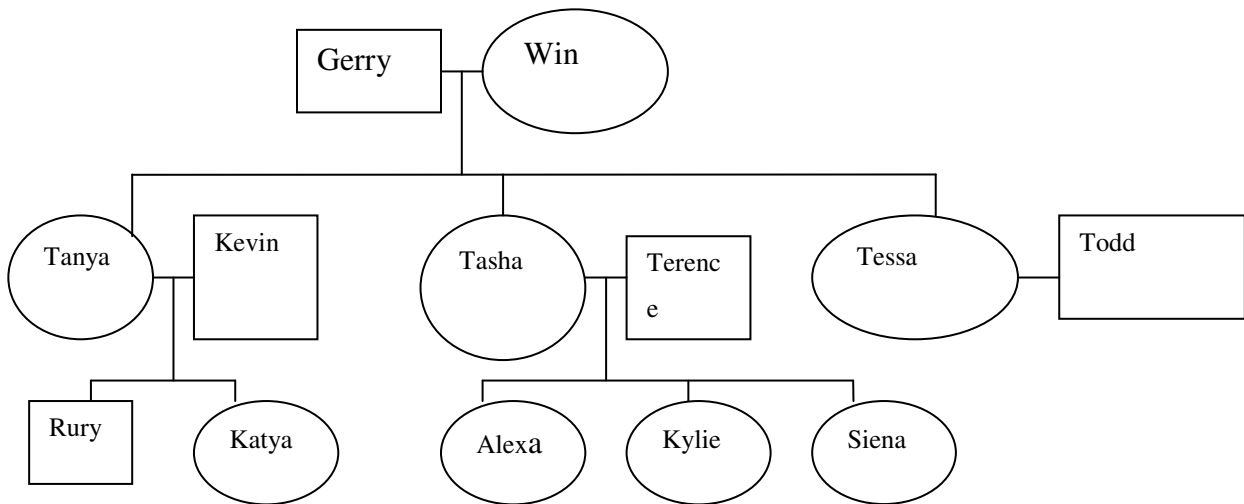 Gerry
Win
Tanya
Kevin
Tasha
Terenc
e
Tessa
Todd
Rury
Katya
Alexa
Kylie
Siena